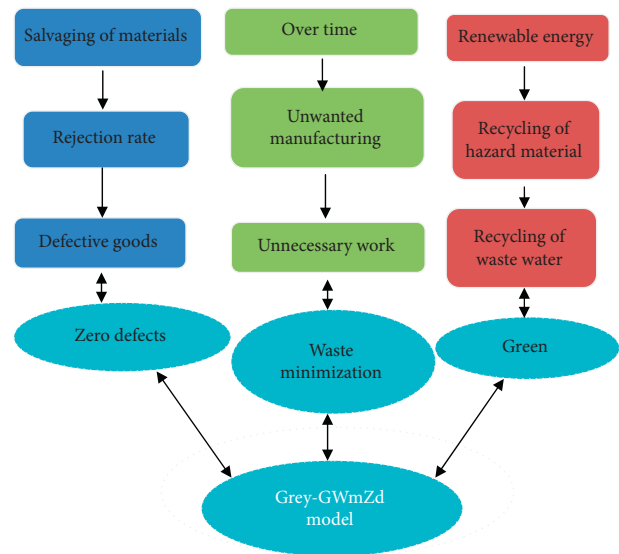 Salvaging of materials
Rejection rate
Defective goods
Zero defects
Over time
Unwanted
manufacturing
Unnecessary work
Waste
minimization
Renewable energy
Recycling of
hazard material
Recycling of
waste water
Green
Grey-GWmZd
model